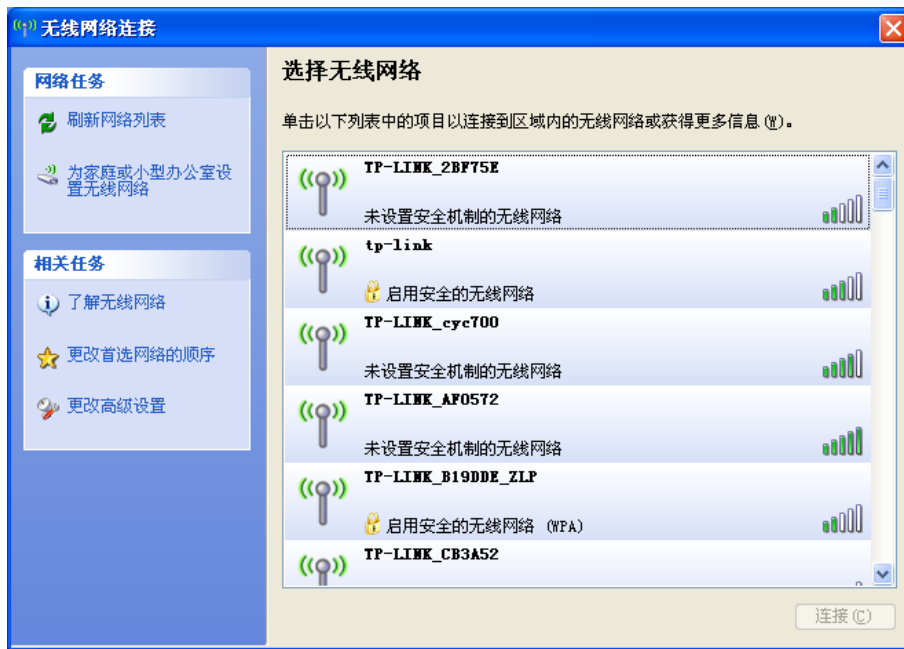 无线网络连接
网络任务
刷新网络列表
为家庭或小型办公室设
置无线网络
相关任务
了解无线网络
更改首选网络的顺序
更改高级设置
选择无线网络
单击以下列表中的项目以连接到区域内的无线网络或获得更多信息(W)。
TP-LINK_2BF75E
未设置安全机制的无线网络
tp-link
启用安全的无线网络
TP-LINK_cyc700
未设置安全机制的无线网络
TP-LINK_AF0572
未设置安全机制的无线网络
TP-LINK_B19DDE_ZLP
启用安全的无线网络 (WPA)
TP-LINK_CB3A52
连接(C)